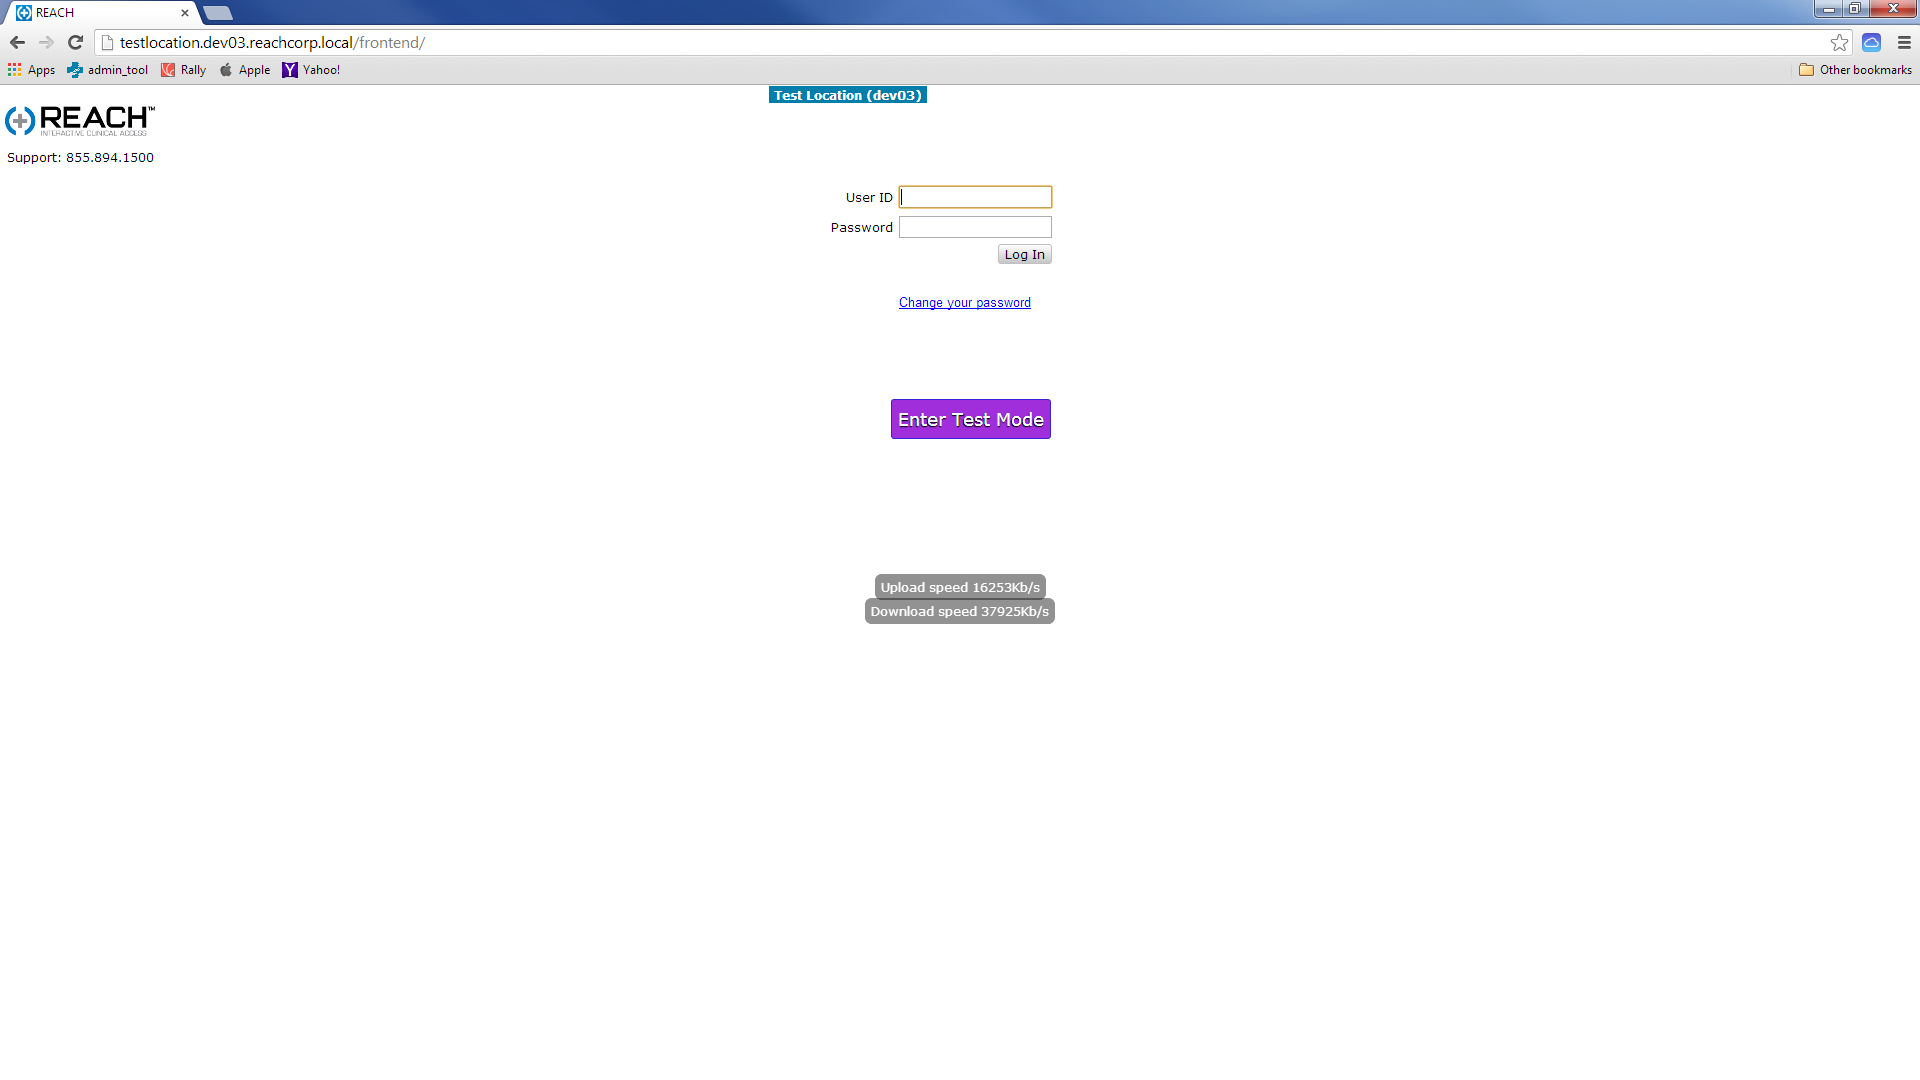 REACH
testlocation.dev03.reachcorp.local/frontend/
Apps admin_tool Rally Apple Yahoo! Other bookmarks
Test Location (dev03)
REACH™
INTERACTIVE CLINICAL ACCESS
Support: 855.894.1500
User ID
Password
Log In
Change your password
Enter Test Mode
Upload speed 16253Kb/s
Download speed 37925Kb/s